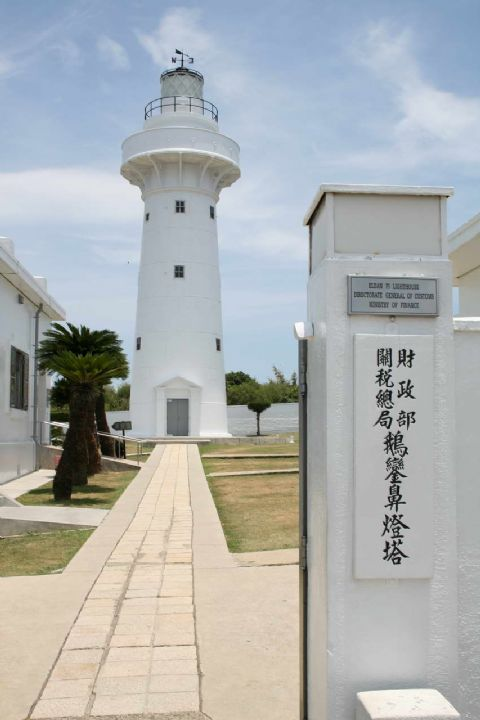 ELUAN PI LIGHTHOUSE
DIRECTORATE GENERAL OF CUSTOMS
MINISTRY OF FINANCE
財政部
關稅總局
鵝鑾鼻燈塔